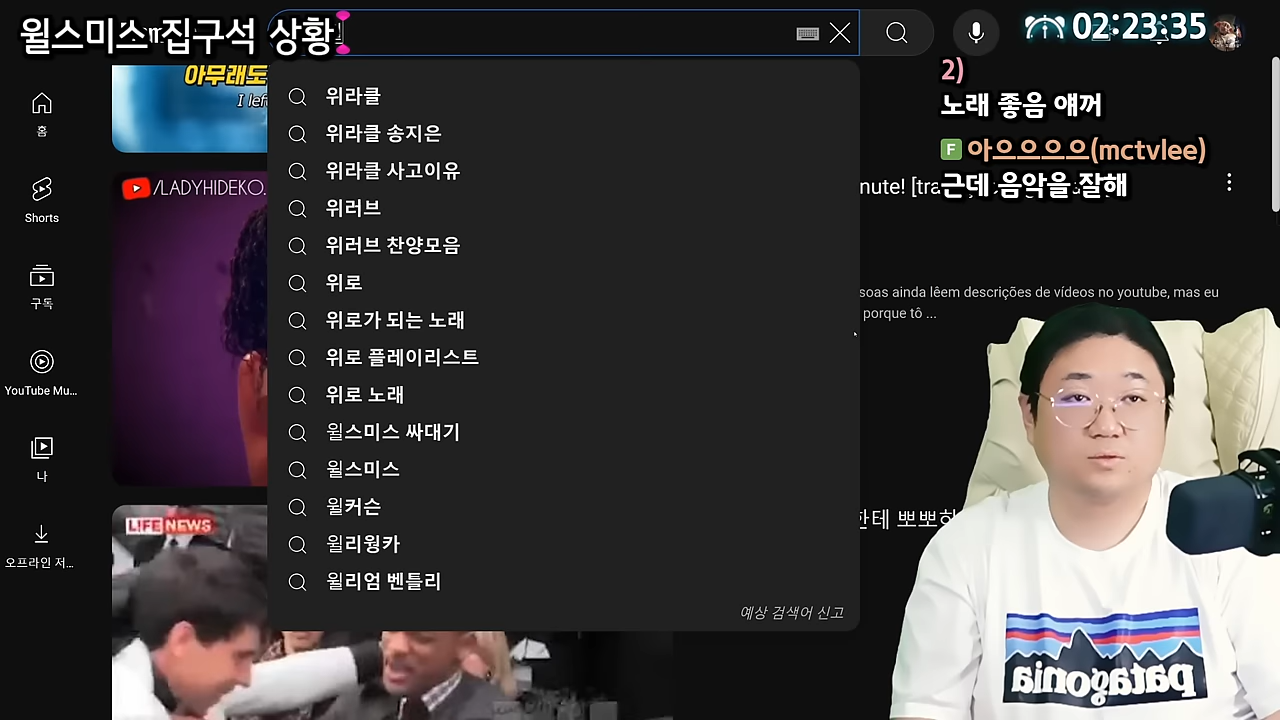 윌스미스 집구석 상황
02:23:35
2)
노래 좋음 얘꺼
F 아으으으으(mctvlee)
근데 음악을 잘해
아무래도
I left
/LADYHIDEKO.
홈
Shorts
구독
YouTube Mu...
나
오프라인 저...
위라클
위라클 송지은
위라클 사고이유
위러브
위러브 찬양모음
위로
위로가 되는 노래
위로 플레이리스트
위로 노래
윌스미스 싸대기
윌스미스
윌커슨
윌리웡카
윌리엄 벤틀리
예상 검색어 신고
nute! [tra
soas ainda lêem descrições de vídeos no youtube, mas eu
porque tô ...
한테 뽀뽀하
LIFE NEWS
patagonia